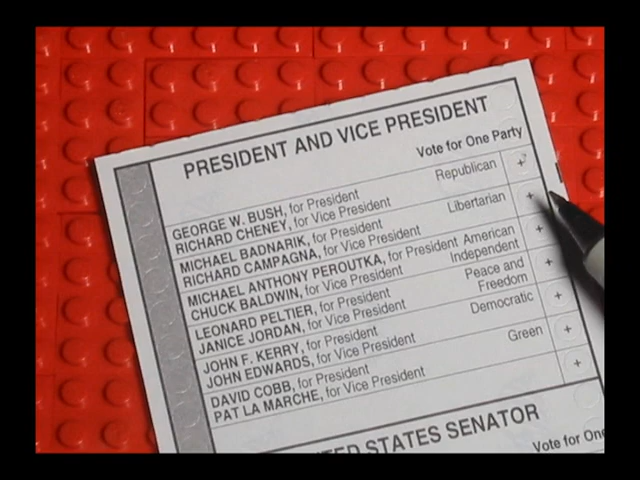 PRESIDENT AND VICE PRESIDENT
Vote for One Party
GEORGE W. BUSH, for President
RICHARD CHENEY, for Vice President
Republican
MICHAEL BADNARIK, for President
RICHARD CAMPAGNA, for Vice President
Libertarian
MICHAEL ANTHONY PEROUTKA, for President
CHUCK BALDWIN, for Vice President
American
Independent
LEONARD PELTIER, for President
JANICE JORDAN, for Vice President
Peace and
Freedom
JOHN F. KERRY, for President
JOHN EDWARDS, for Vice President
Democratic
DAVID COBB, for President
PAT LA MARCHE, for Vice President
Green
STATES SENATOR
Vote for One